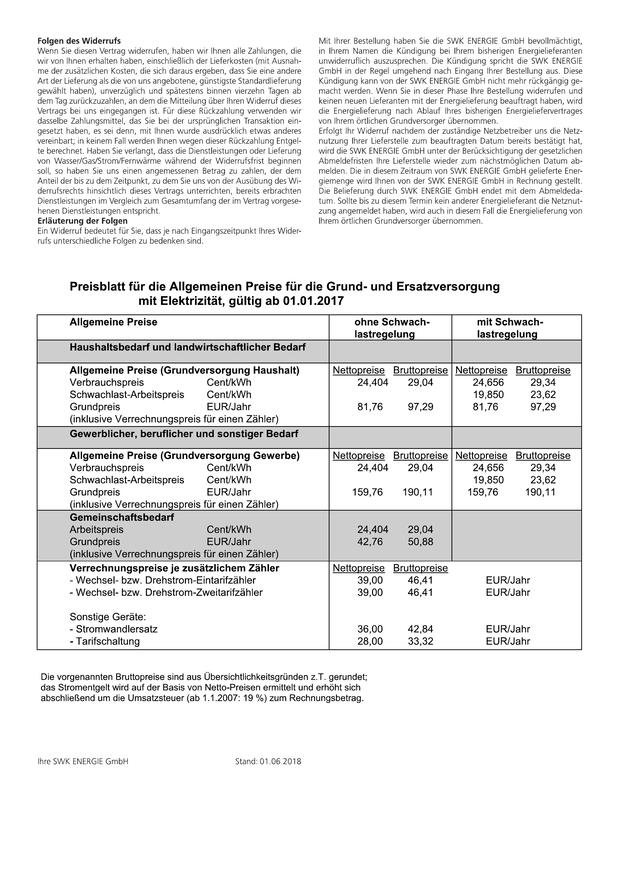 Folgen des Widerrufs
Wenn Sie diesen Vertrag widerrufen, haben wir Ihnen alle Zahlungen, die
wir von Ihnen erhalten haben, einschließlich der Lieferkosten (mit Ausnah-
me der zusätzlichen Kosten, die sich daraus ergeben, dass Sie eine andere
Art der Lieferung als die von uns angebotene, günstigste Standardlieferung
gewählt haben), unverzüglich und spätestens binnen vierzehn Tagen ab
dem Tag zurückzuzahlen, an dem die Mitteilung über Ihren Widerruf dieses
Vertrags bei uns eingegangen ist. Für diese Rückzahlung verwenden wir
dasselbe Zahlungsmittel, das Sie bei der ursprünglichen Transaktion ein-
gesetzt haben, es sei denn, mit Ihnen wurde ausdrücklich etwas anderes
vereinbart; in keinem Fall werden Ihnen wegen dieser Rückzahlung Entgel-
te berechnet. Haben Sie verlangt, dass die Dienstleistungen oder Lieferung
von Wasser/Gas/Strom/Fernwärme während der Widerrufsfrist beginnen
soll, so haben Sie uns einen angemessenen Betrag zu zahlen, der dem
Anteil der bis zu dem Zeitpunkt, zu dem Sie uns von der Ausübung des Wi-
derrufsrechts hinsichtlich dieses Vertrags unterrichten, bereits erbrachten
Dienstleistungen im Vergleich zum Gesamtumfang der im Vertrag vorgese-
henen Dienstleistungen entspricht.
Erläuterung der Folgen
Ein Widerruf bedeutet für Sie, dass je nach Eingangszeitpunkt Ihres Wider-
rufs unterschiedliche Folgen zu bedenken sind.
Mit Ihrer Bestellung haben Sie die SWK ENERGIE GmbH bevollmächtigt,
in Ihrem Namen die Kündigung bei Ihrem bisherigen Energielieferanten
unwiderruflich auszusprechen. Die Kündigung spricht die SWK ENERGIE
GmbH in der Regel umgehend nach Eingang Ihrer Bestellung aus. Diese
Kündigung kann von der SWK ENERGIE GmbH nicht mehr rückgängig ge-
macht werden. Wenn Sie in dieser Phase Ihre Bestellung widerrufen und
keinen neuen Lieferanten mit der Energielieferung beauftragt haben, wird
die Energielieferung nach Ablauf Ihres bisherigen Energieliefervertrages
von Ihrem örtlichen Grundversorger übernommen.
Erfolgt Ihr Widerruf nachdem der zuständige Netzbetreiber uns die Netz-
nutzung Ihrer Lieferstelle zum beauftragten Datum bereits bestätigt hat,
wird die SWK ENERGIE GmbH unter der Berücksichtigung der gesetzlichen
Abmeldefristen Ihre Lieferstelle wieder zum nächstmöglichen Datum ab-
melden. Die in diesem Zeitraum von SWK ENERGIE GmbH gelieferte Ener-
giemenge wird Ihnen von SWK ENERGIE GmbH in Rechnung gestellt.
Die Belieferung durch SWK ENERGIE GmbH endet mit dem Abmeldeda-
tum. Sollte bis zu diesem Termin kein anderer Energielieferant die Netznut-
zung angemeldet haben, wird auch in diesem Fall die Energielieferung von
Ihrem örtlichen Grundversorger übernommen.
Preisblatt für die Allgemeinen Preise für die Grund- und Ersatzversorgung
mit Elektrizität, gültig ab 01.01.2017
Allgemeine Preise ohne Schwach- mit Schwach-
lastregelung lastregelung
Haushaltsbedarf und landwirtschaftlicher Bedarf
Allgemeine Preise (Grundversorgung Haushalt) Nettopreise Bruttopreise Nettopreise Bruttopreise
Verbrauchspreis Cent/kWh 24,404 29,04 24,656 29,34
Schwachlast-Arbeitspreis Cent/kWh 19,850 23,62
Grundpreis EUR/Jahr 81,76 97,29 81,76 97,29
(inklusive Verrechnungspreis für einen Zähler)
Gewerblicher, beruflicher und sonstiger Bedarf
Allgemeine Preise (Grundversorgung Gewerbe) Nettopreise Bruttopreise Nettopreise Bruttopreise
Verbrauchspreis Cent/kWh 24,404 29,04 24,656 29,34
Schwachlast-Arbeitspreis Cent/kWh 19,850 23,62
Grundpreis EUR/Jahr 159,76 190,11 159,76 190,11
(inklusive Verrechnungspreis für einen Zähler)
Gemeinschaftsbedarf
Arbeitspreis Cent/kWh 24,404 29,04
Grundpreis EUR/Jahr 42,76 50,88
(inklusive Verrechnungspreis für einen Zähler)
Verrechnungspreise je zusätzlichem Zähler Nettopreise Bruttopreise
- Wechsel- bzw. Drehstrom-Eintarifzähler 39,00 46,41 EUR/Jahr
- Wechsel- bzw. Drehstrom-Zweitarifzähler 39,00 46,41 EUR/Jahr
Sonstige Geräte:
- Stromwandlersatz 36,00 42,84 EUR/Jahr
- Tarifschaltung 28,00 33,32 EUR/Jahr
Die vorgenannten Bruttopreise sind aus Übersichtlichkeitsgründen z.T. gerundet;
das Stromentgelt wird auf der Basis von Netto-Preisen ermittelt und erhöht sich
abschließend um die Umsatzsteuer (ab 1.1.2007: 19 %) zum Rechnungsbetrag.
Ihre SWK ENERGIE GmbH Stand: 01.06.2018